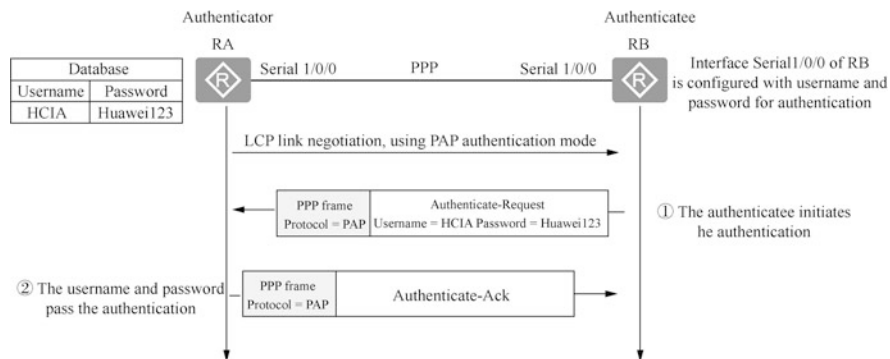 Authenticator
Authenticatee
RA
RB
Database
Username Password
HCIA Huawei123
R
Serial 1/0/0 PPP Serial 1/0/0
R
Interface Serial1/0/0 of RB
is configured with username and
password for authentication
LCP link negotiation, using PAP authentication mode
PPP frame
Protocol = PAP
Authenticate-Request
Username = HCIA Password = Huawei123
① The authenticatee initiates
he authentication
② The username and password
pass the authentication
PPP frame
Protocol = PAP
Authenticate-Ack